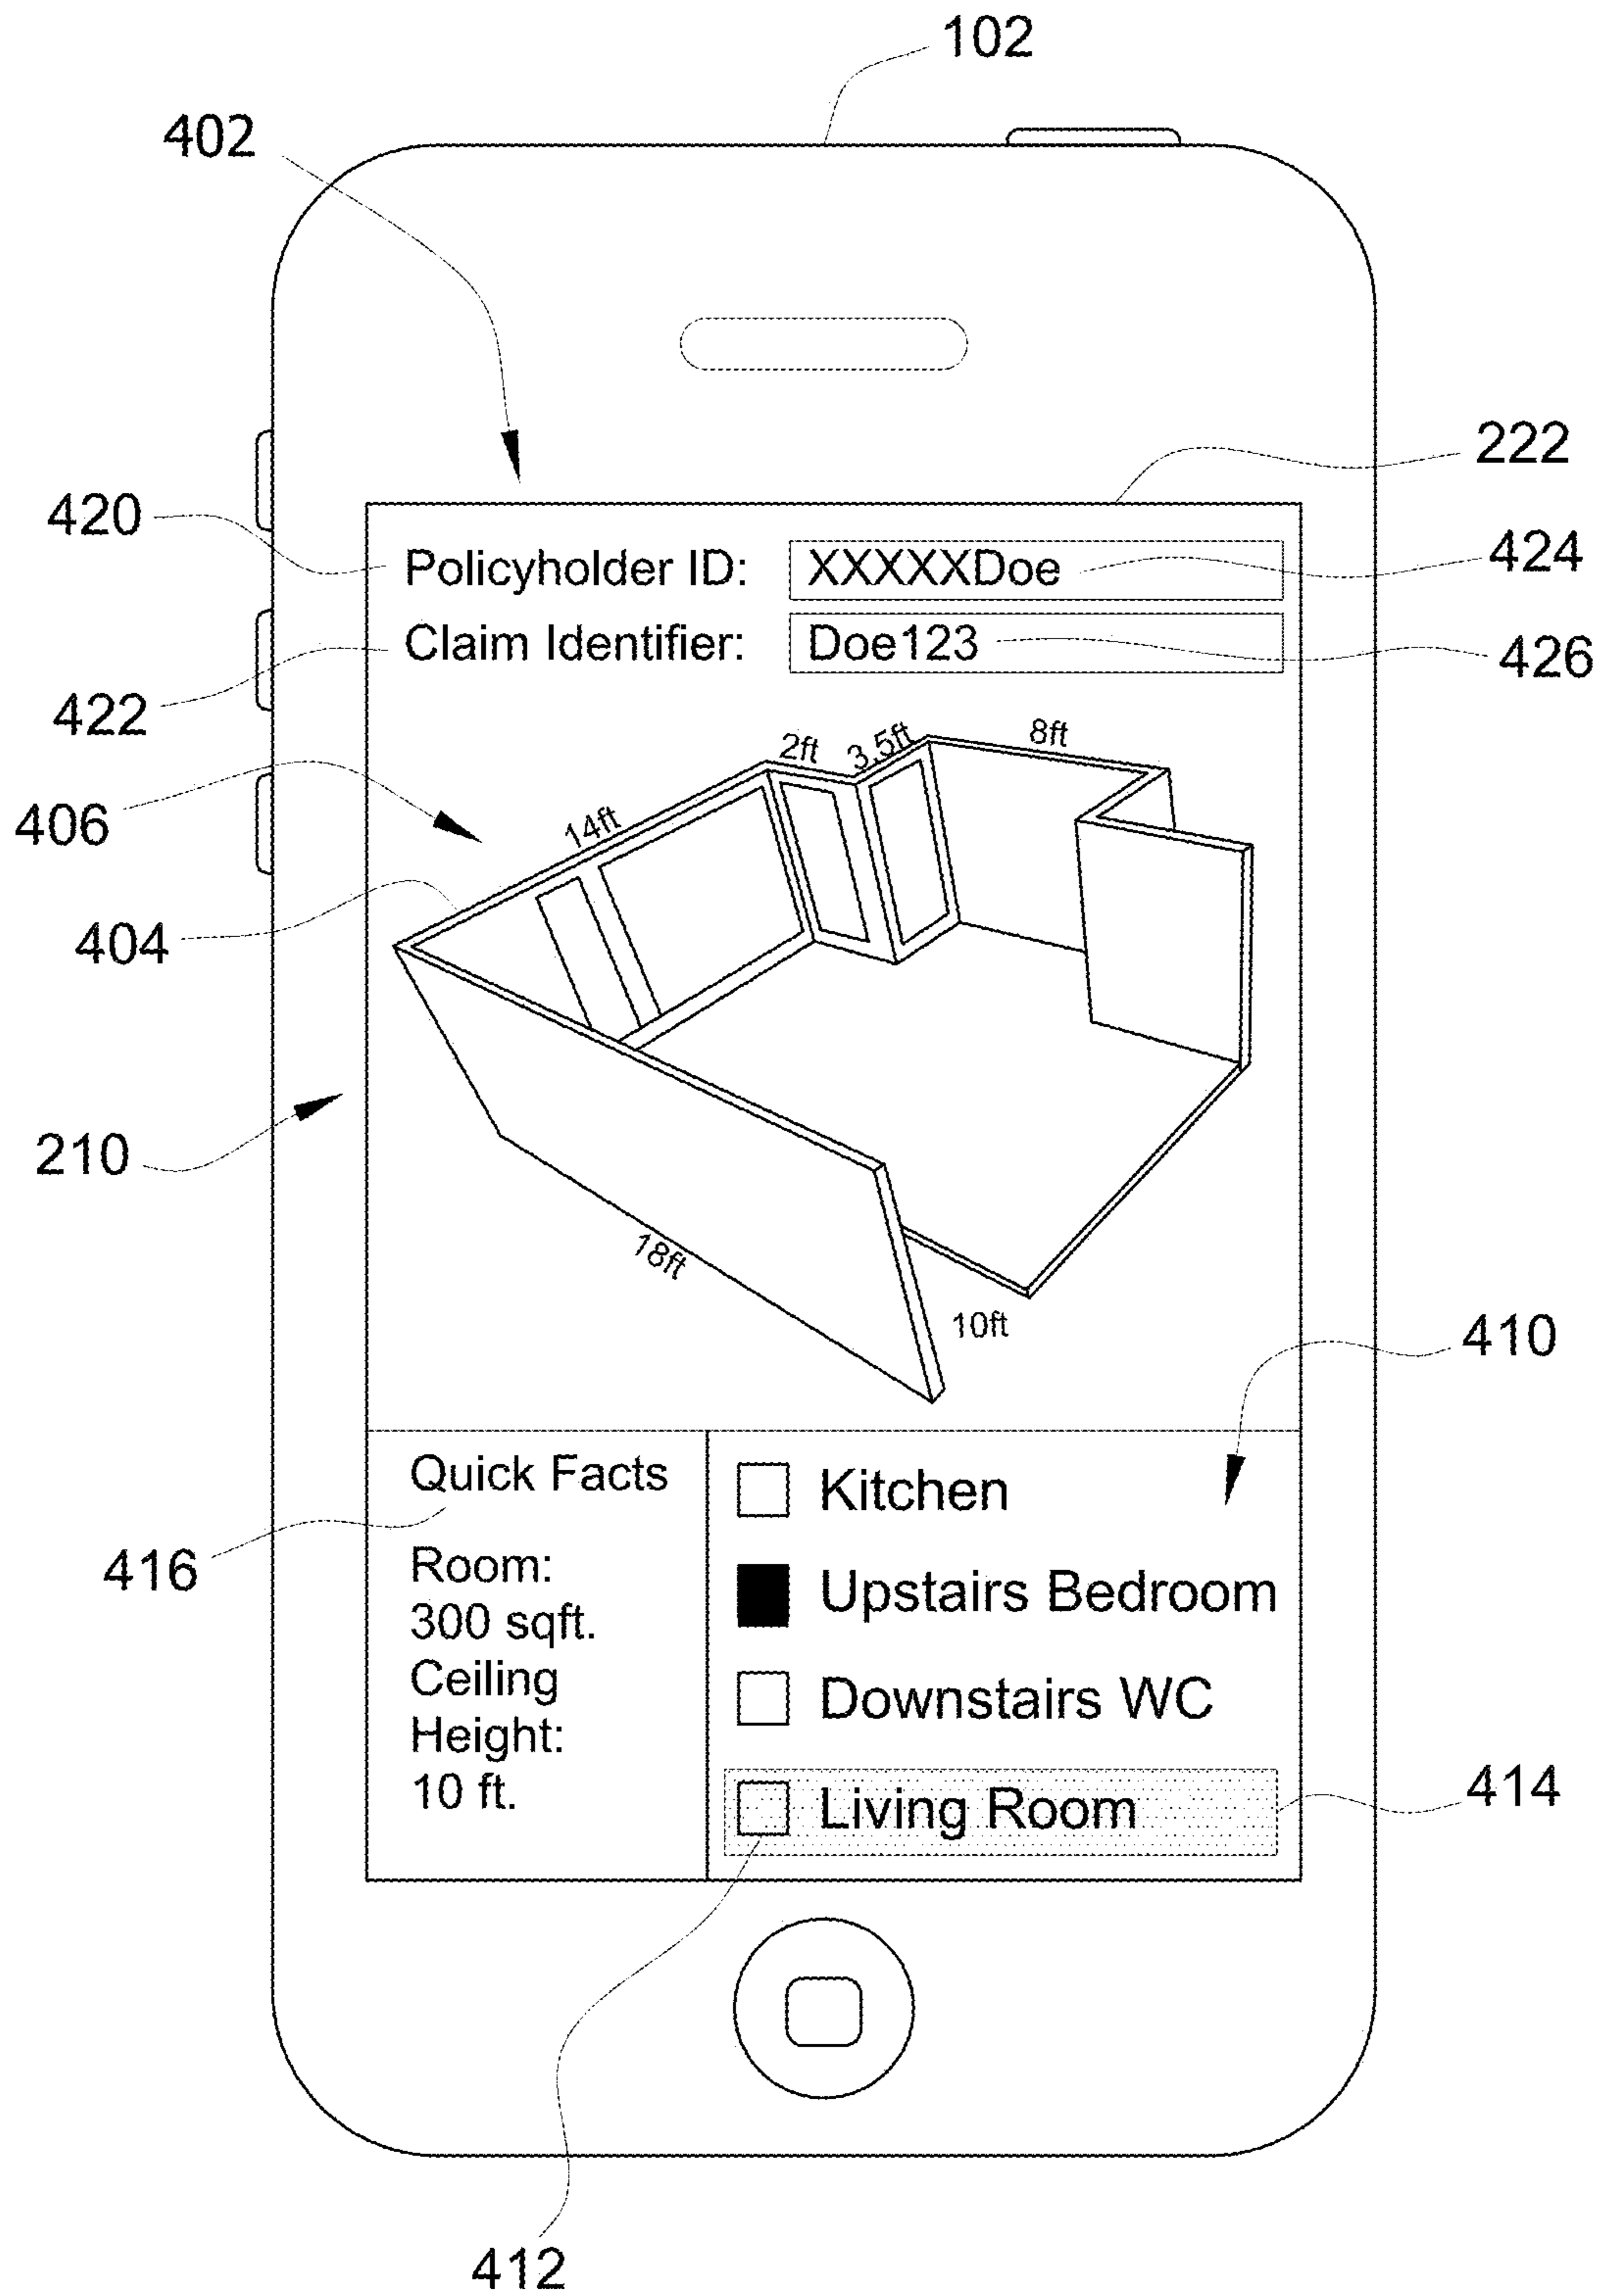 102
402
222
420
Policyholder ID:
XXXXXDoe
424
Claim Identifier:
Doe123
426
422
406
2ft
3.5ft
8ft
14ft
404
210
18ft
10ft
410
Quick Facts
Room:
300 sqft.
Ceiling
Height:
10 ft.
416
Kitchen
Upstairs Bedroom
Downstairs WC
Living Room
414
412